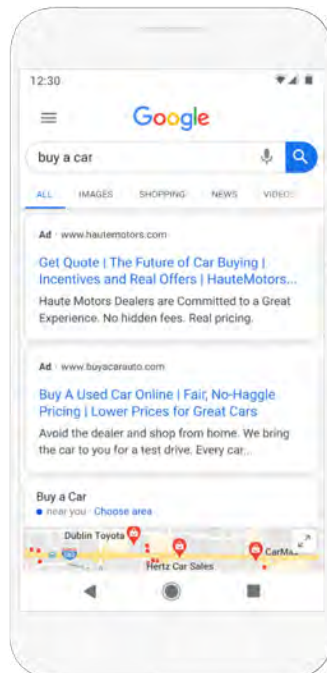 12:30
Google
buy a car
ALL IMAGES SHOPPING NEWS VIDEOS
Ad · www.hautemotors.com
Get Quote | The Future of Car Buying |
Incentives and Real Offers | HauteMotors...
Haute Motors Dealers are Committed to a Great
Experience. No hidden fees. Real pricing.
Ad · www.buyacarauto.com
Buy A Used Car Online | Fair, No-Haggle
Pricing | Lower Prices for Great Cars
Avoid the dealer and shop from home. We bring
the car to you for a test drive. Every car...
Buy a Car
near you · Choose area
Dublin Toyota
CarMa...
Hertz Car Sales